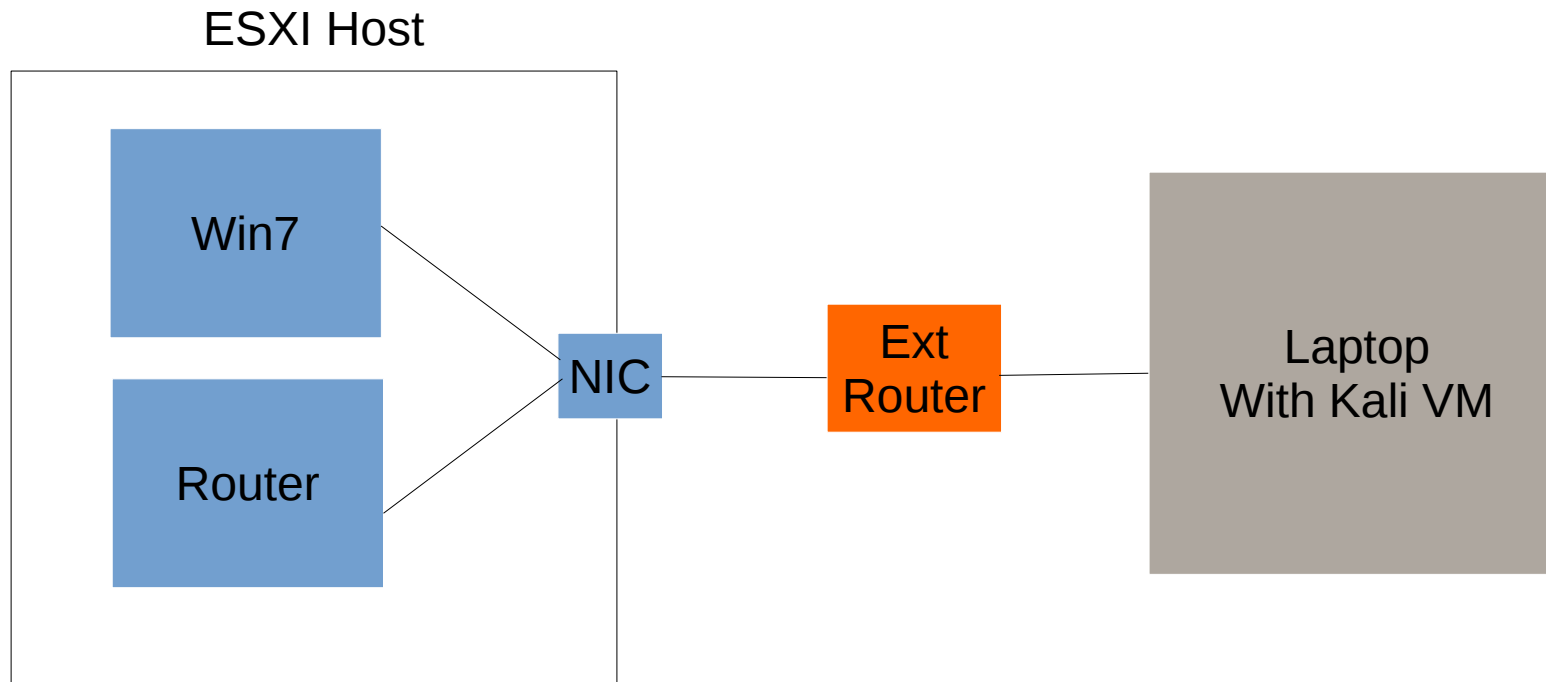 ESXI Host
Win7
Router
NIC
Ext
Router
Laptop
With Kali VM